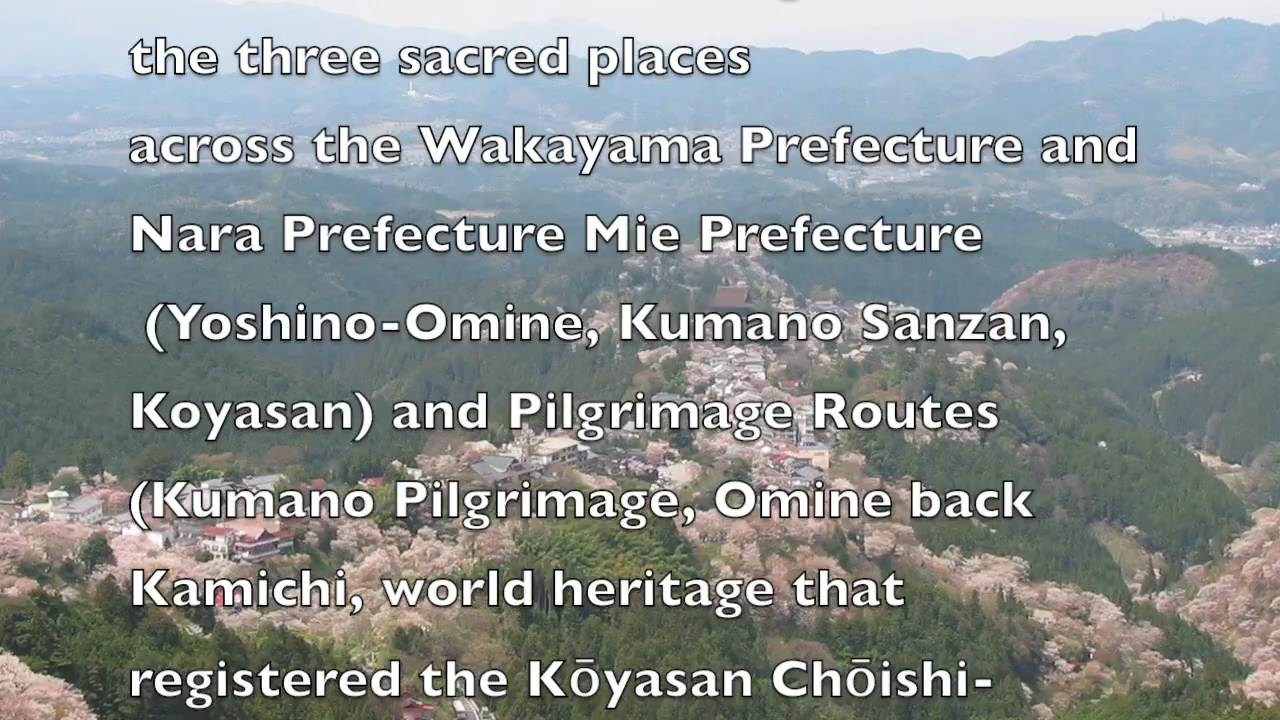 the three sacred places
across the Wakayama Prefecture and
Nara Prefecture Mie Prefecture
(Yoshino-Omine, Kumano Sanzan,
Koyasan) and Pilgrimage Routes
(Kumano Pilgrimage, Omine back
Kamichi, world heritage that
registered the Kōyasan Chōishi-